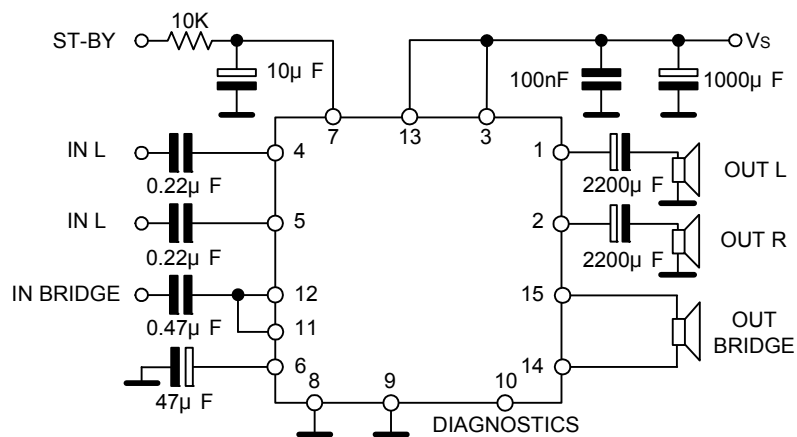 10K
ST-BY
VS
10µ F
100nF
1000µ F
7
13
3
IN L
4
1
0.22µ F
2200µ F
OUT L
IN L
5
2
0.22µ F
2200µ F
OUT R
IN BRIDGE
12
15
0.47µ F
11
OUT
BRIDGE
6
14
47µ F
8
9
10
DIAGNOSTICS